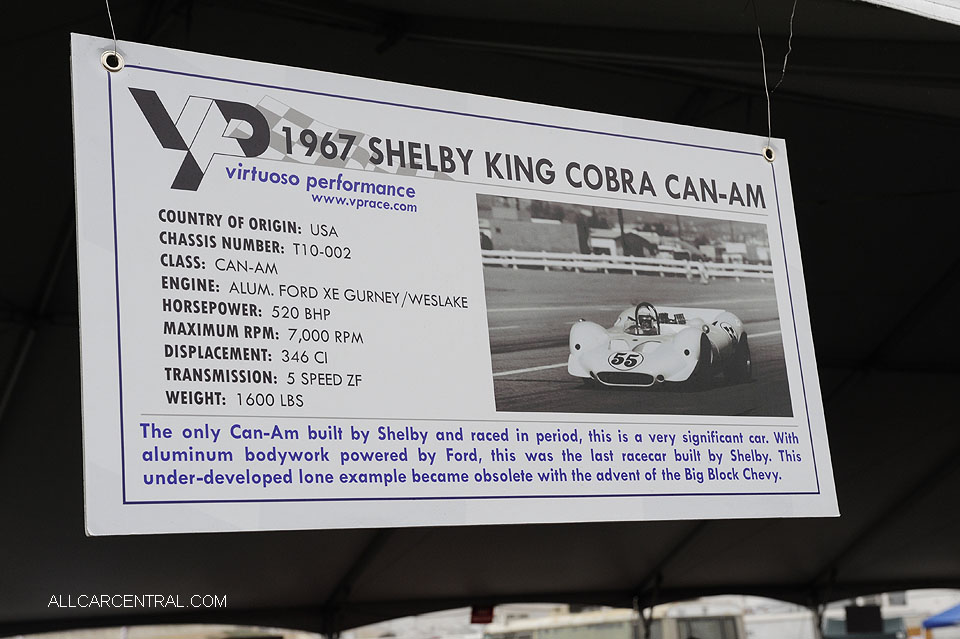 VP
1967 SHELBY KING COBRA CAN-AM
virtuoso performance
www.vprace.com
COUNTRY OF ORIGIN: USA
CHASSIS NUMBER: T10-002
CLASS: CAN-AM
ENGINE: ALUM. FORD XE GURNEY/WESLAKE
HORSEPOWER: 520 BHP
MAXIMUM RPM: 7,000 RPM
DISPLACEMENT: 346 CI
TRANSMISSION: 5 SPEED ZF
WEIGHT: 1600 LBS
55
The only Can-Am built by Shelby and raced in period, this is a very significant car. With
aluminum bodywork powered by Ford, this was the last racecar built by Shelby. This
under-developed lone example became obsolete with the advent of the Big Block Chevy.
ALLCARCENTRAL.COM